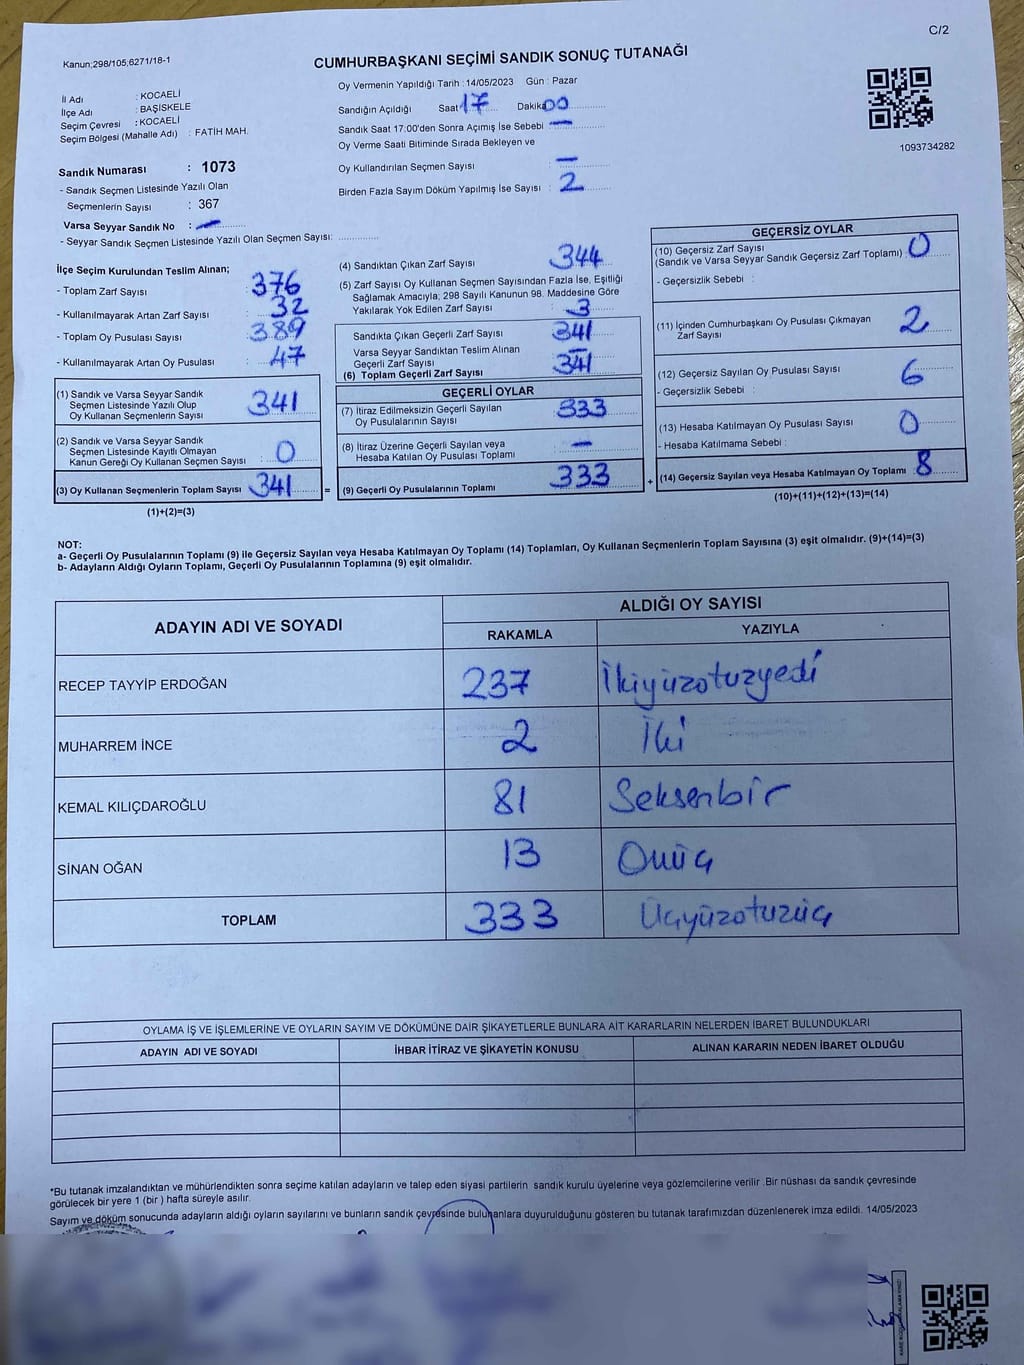 C/2
Kanun;298/105;6271/18-1
CUMHURBAŞKANI SEÇİMİ SANDIK SONUÇ TUTANAĞI
Oy Vermenin Yapıldığı Tarih : 14/05/2023 Gün : Pazar
İl Adı : KOCAELİ
İlçe Adı : BAŞİSKELE
Seçim Çevresi : KOCAELİ
Seçim Bölgesi (Mahalle Adı) : FATİH MAH.
Sandığın Açıldığı Saat 17 Dakika 00
Sandık Saat 17:00'den Sonra Açımış İse Sebebi –
Oy Verme Saati Bitiminde Sırada Bekleyen ve
Oy Kullandırılan Seçmen Sayısı : –
Birden Fazla Sayım Döküm Yapılmış İse Sayısı : 2
1093734282
Sandık Numarası : 1073
- Sandık Seçmen Listesinde Yazılı Olan
Seçmenlerin Sayısı : 367
Varsa Seyyar Sandık No : –
- Seyyar Sandık Seçmen Listesinde Yazılı Olan Seçmen Sayısı:
İlçe Seçim Kurulundan Teslim Alınan;
- Toplam Zarf Sayısı : 376
- Kullanılmayarak Artan Zarf Sayısı : 32
- Toplam Oy Pusulası Sayısı : 389
- Kullanılmayarak Artan Oy Pusulası : 47
(1) Sandık ve Varsa Seyyar Sandık
Seçmen Listesinde Yazılı Olup
Oy Kullanan Seçmenlerin Sayısı : 341
(2) Sandık ve Varsa Seyyar Sandık
Seçmen Listesinde Kayıtlı Olmayan
Kanun Gereği Oy Kullanan Seçmen Sayısı : 0
(3) Oy Kullanan Seçmenlerin Toplam Sayısı : 341
(1)+(2)=(3)
=
(4) Sandıktan Çıkan Zarf Sayısı : 344
(5) Zarf Sayısı Oy Kullanan Seçmen Sayısından Fazla İse, Eşitliği
Sağlamak Amacıyla; 298 Sayılı Kanunun 98. Maddesine Göre
Yakılarak Yok Edilen Zarf Sayısı : 3
Sandıkta Çıkan Geçerli Zarf Sayısı : 341
Varsa Seyyar Sandıktan Teslim Alınan
Geçerli Zarf Sayısı : –
(6) Toplam Geçerli Zarf Sayısı : 341
GEÇERLİ OYLAR
(7) İtiraz Edilmeksizin Geçerli Sayılan
Oy Pusulalarının Sayısı : 333
(8) İtiraz Üzerine Geçerli Sayılan veya
Hesaba Katılan Oy Pusulası Toplamı : –
(9) Geçerli Oy Pusulalarının Toplamı : 333
+
GEÇERSİZ OYLAR
(10) Geçersiz Zarf Sayısı
(Sandık ve Varsa Seyyar Sandık Geçersiz Zarf Toplamı) : 0
- Geçersizlik Sebebi :
(11) İçinden Cumhurbaşkanı Oy Pusulası Çıkmayan
Zarf Sayısı : 2
(12) Geçersiz Sayılan Oy Pusulası Sayısı : 6
- Geçersizlik Sebebi :
(13) Hesaba Katılmayan Oy Pusulası Sayısı : 0
- Hesaba Katılmama Sebebi :
(14) Geçersiz Sayılan veya Hesaba Katılmayan Oy Toplamı : 8
(10)+(11)+(12)+(13)=(14)
NOT:
a- Geçerli Oy Pusulalarının Toplamı (9) ile Geçersiz Sayılan veya Hesaba Katılmayan Oy Toplamı (14) Toplamları, Oy Kullanan Seçmenlerin Toplam Sayısına (3) eşit olmalıdır. (9)+(14)=(3)
b- Adayların Aldığı Oyların Toplamı, Geçerli Oy Pusulalarının Toplamına (9) eşit olmalıdır.
ADAYIN ADI VE SOYADI
ALDIĞI OY SAYISI
RAKAMLA YAZIYLA
RECEP TAYYİP ERDOĞAN 237 İkiyüzotuzyedi
MUHARREM İNCE 2 İki
KEMAL KILIÇDAROĞLU 81 Seksenbir
SİNAN OĞAN 13 Onüç
TOPLAM 333 Üçyüzotuzüç
OYLAMA İŞ VE İŞLEMLERİNE VE OYLARIN SAYIM VE DÖKÜMÜNE DAİR ŞİKAYETLERLE BUNLARA AİT KARARLARIN NELERDEN İBARET BULUNDUKLARI
ADAYIN ADI VE SOYADI İHBAR İTİRAZ VE ŞİKAYETİN KONUSU ALINAN KARARIN NEDEN İBARET OLDUĞU
*Bu tutanak imzalandıktan ve mühürlendikten sonra seçime katılan adayların ve talep eden siyasi partilerin sandık kurulu üyelerine veya gözlemcilerine verilir .Bir nüshası da sandık çevresinde
görülecek bir yere 1 (bir ) hafta süreyle asılır.
Sayım ve döküm sonucunda adayların aldığı oyların sayılarını ve bunların sandık çevresinde bulunanlara duyurulduğunu gösteren bu tutanak tarafımızdan düzenlenerek imza edildi. 14/05/2023